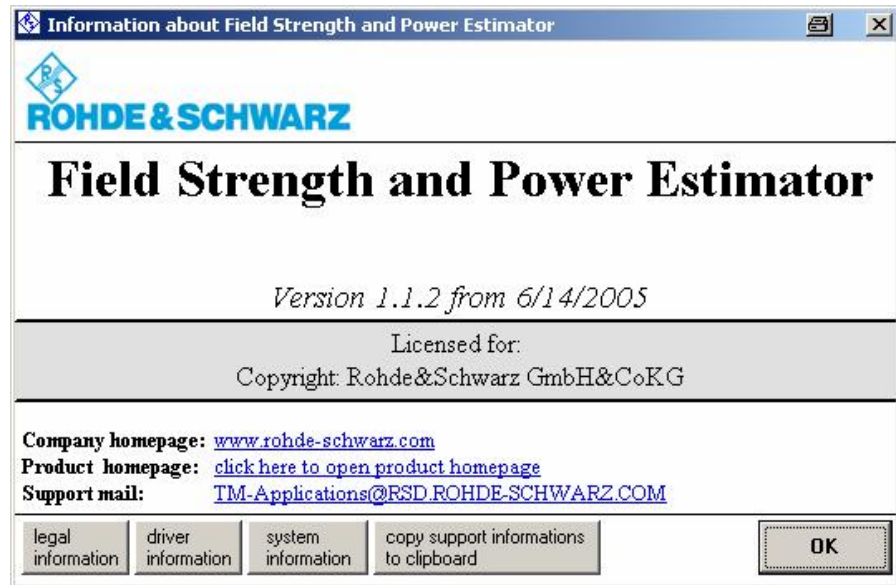 Information about Field Strength and Power Estimator
R S
ROHDE & SCHWARZ
Field Strength and Power Estimator
Version 1.1.2 from 6/14/2005
Licensed for:
Copyright: Rohde&Schwarz GmbH&CoKG
Company homepage: www.rohde-schwarz.com
Product homepage: click here to open product homepage
Support mail: TM-Applications@RSD.ROHDE-SCHWARZ.COM
legal information
driver information
system information
copy support informations to clipboard
OK